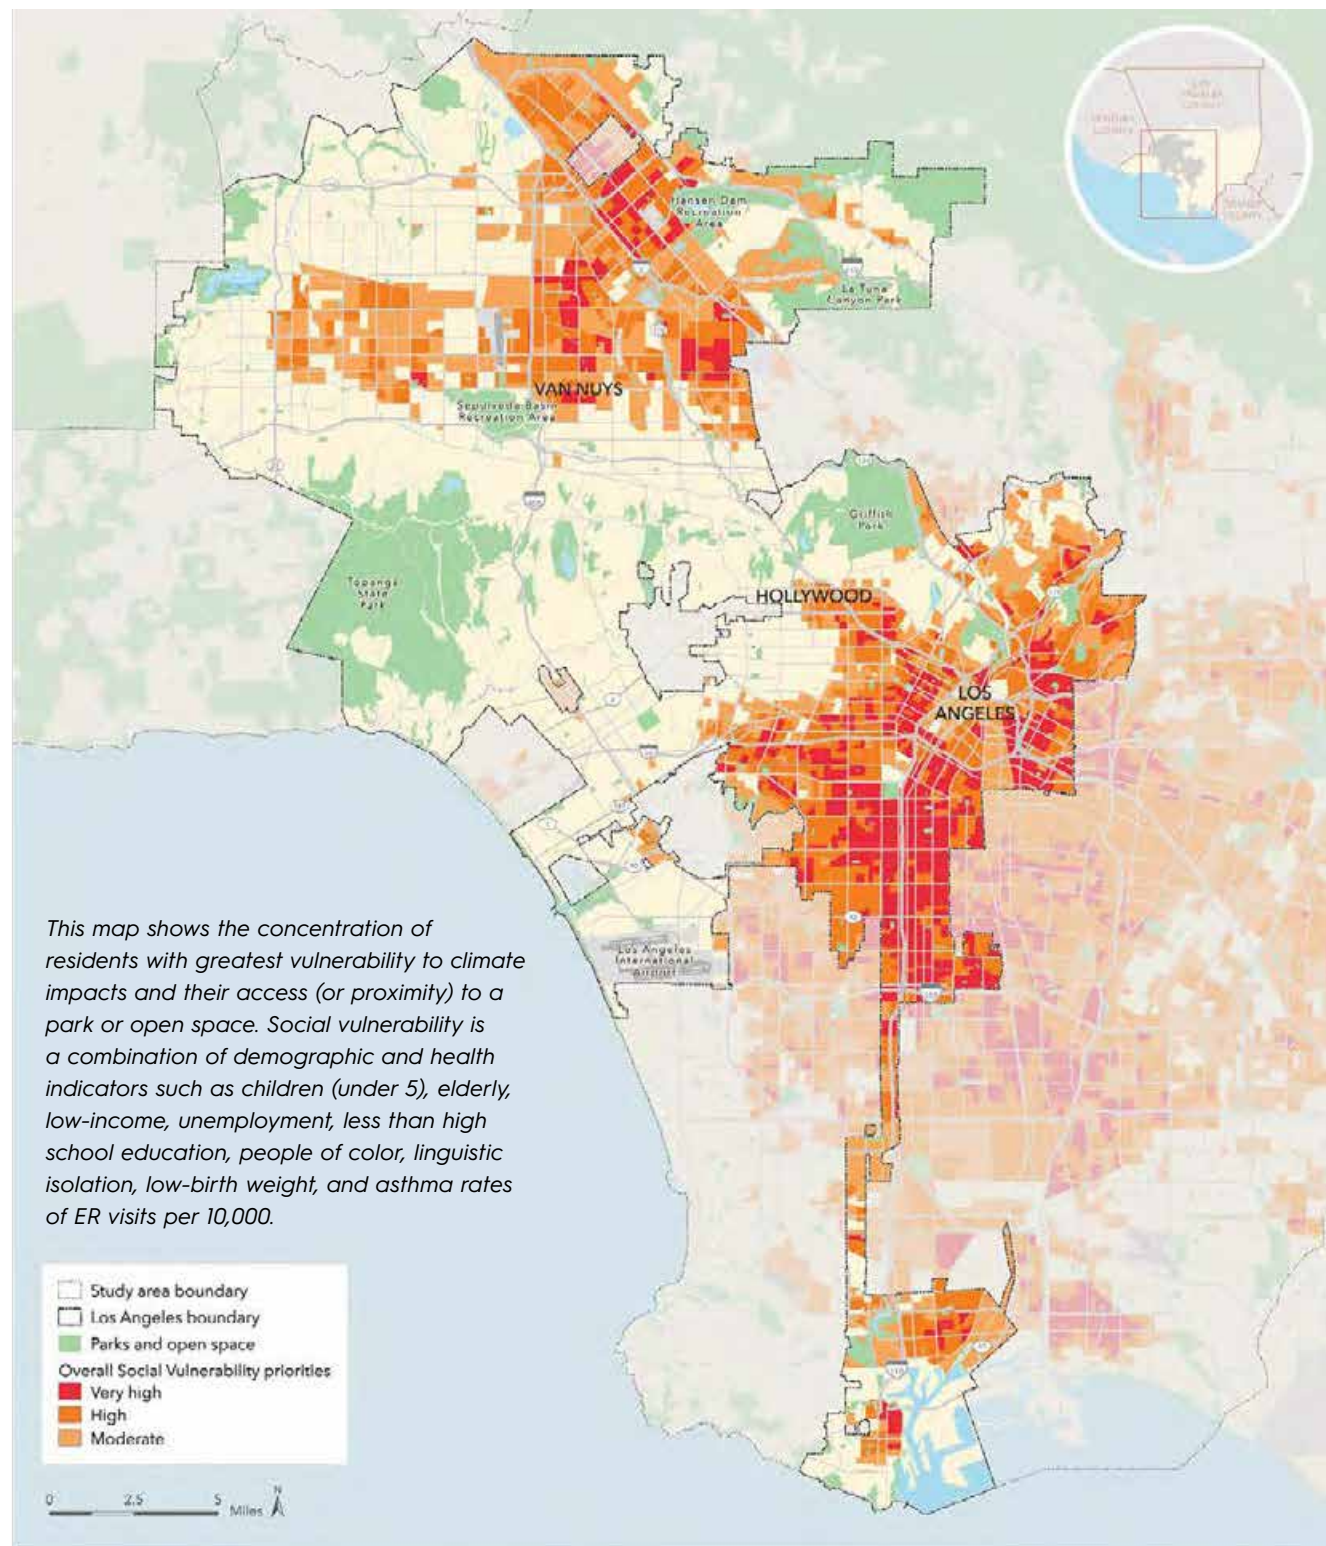 Hansen Dam
Recreation
Area
La Tuna
Canyon Park
VAN NUYS
Sepulveda Basin
Recreation Area
Griffith
Park
Topanga
State
Park
HOLLYWOOD
LOS
ANGELES
Los Angeles
International
Airport
This map shows the concentration of
residents with greatest vulnerability to climate
impacts and their access (or proximity) to a
park or open space. Social vulnerability is
a combination of demographic and health
indicators such as children (under 5), elderly,
low-income, unemployment, less than high
school education, people of color, linguistic
isolation, low-birth weight, and asthma rates
of ER visits per 10,000.
Study area boundary
Los Angeles boundary
Parks and open space
Overall Social Vulnerability priorities
Very high
High
Moderate
0 2.5 5 Miles N